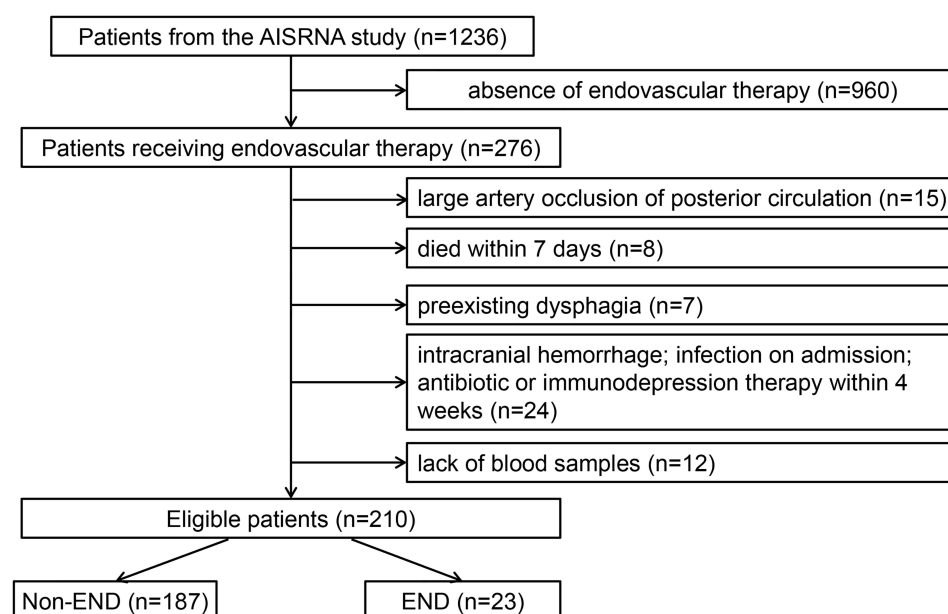 Patients from the AISRNA study (n=1236)
absence of endovascular therapy (n=960)
Patients receiving endovascular therapy (n=276)
large artery occlusion of posterior circulation (n=15)
died within 7 days (n=8)
preexisting dysphagia (n=7)
intracranial hemorrhage; infection on admission;
antibiotic or immunodepression therapy within 4
weeks (n=24)
lack of blood samples (n=12)
Eligible patients (n=210)
Non-END (n=187)
END (n=23)